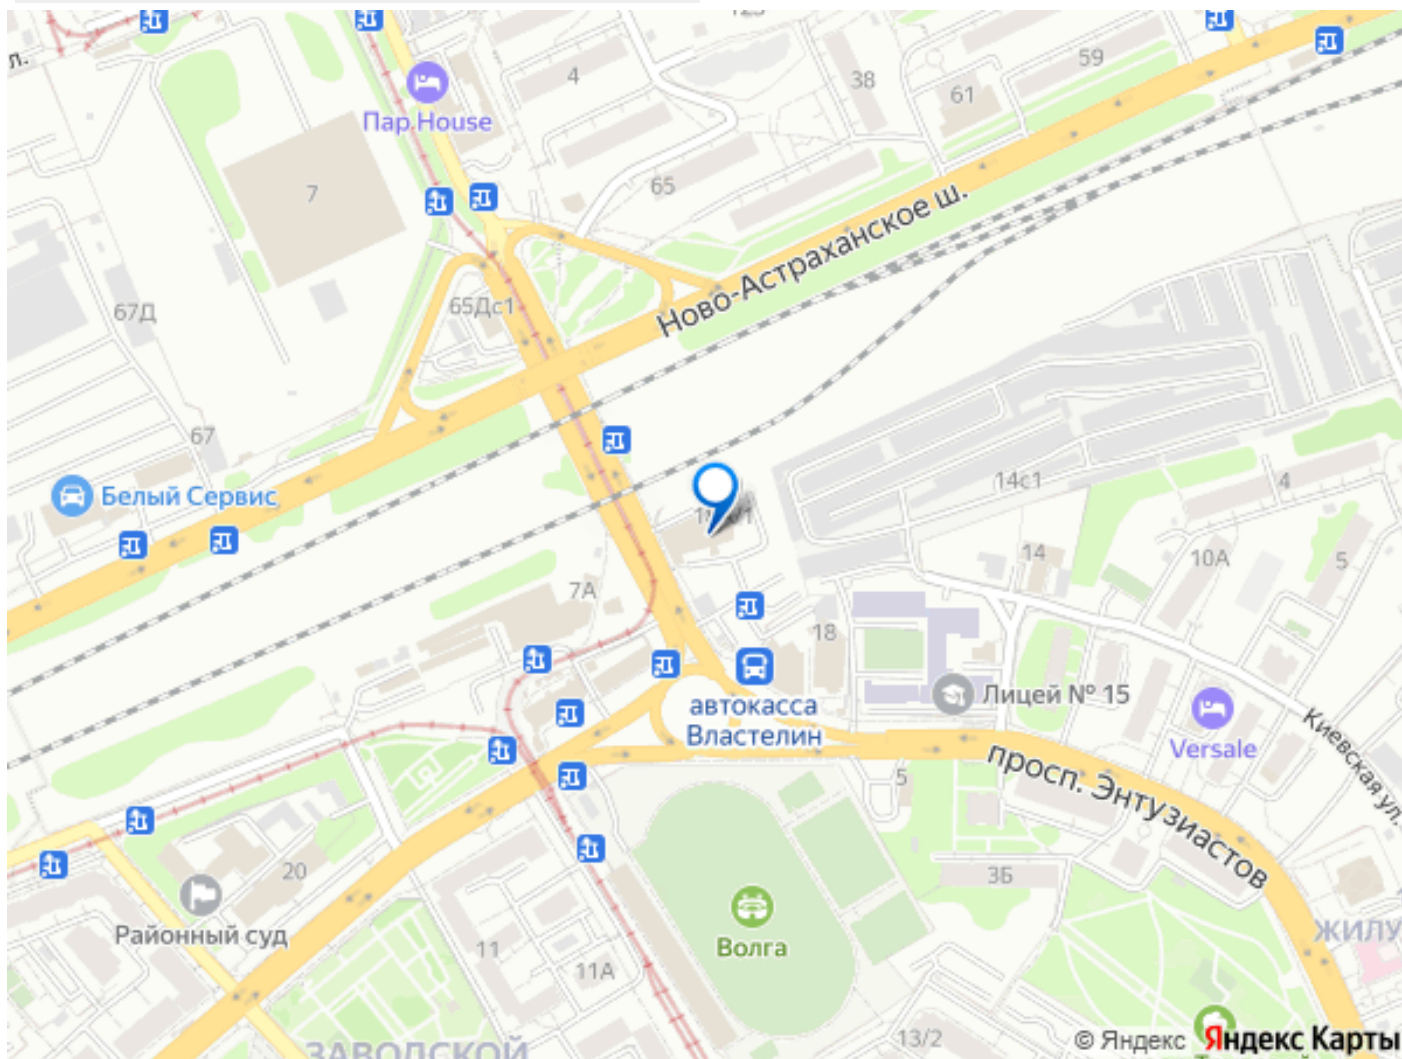 л.
4
38
59
61
Пар House
7
65
Ново-Астраханское ш.
67Д
65Дс1
67
Белый Сервис
14с1
4
14
10А
5
7А
18
Лицей № 15
автокасса
Властелин
Versale
Киевская ул.
просп. Энтузиастов
5
20
3Б
Районный суд
Волга
11
11А
ЖИЛУ
13/2
ЗАВОДСКОЙ
© Яндекс Яндекс Карты